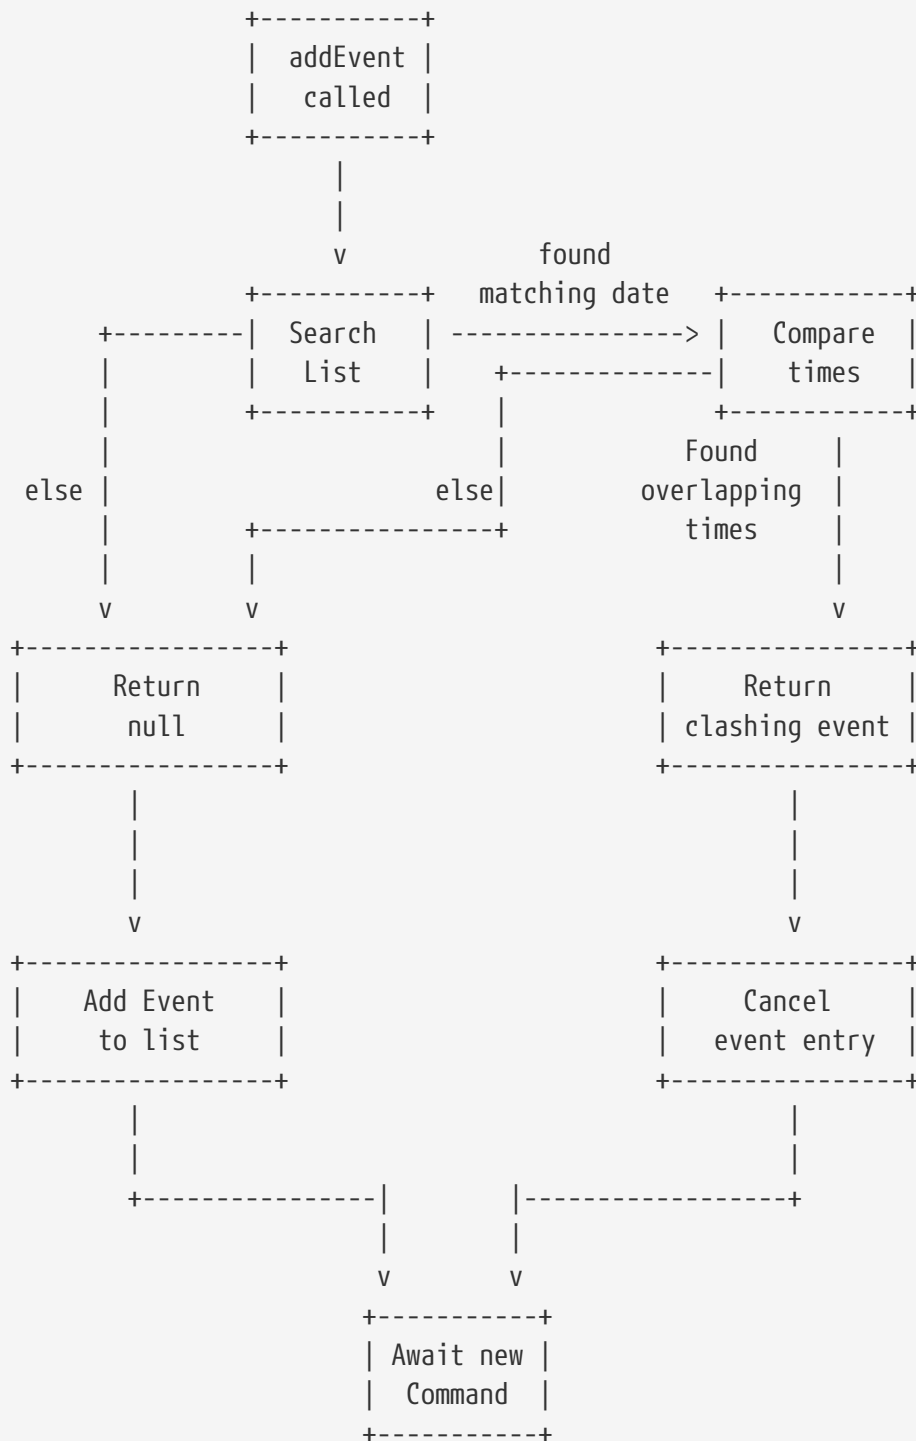 addEvent
called
found
matching date
Search
List
Compare
times
else
else
Found
overlapping
times
Return
null
Return
clashing event
Add Event
to list
Cancel
event entry
Await new
Command